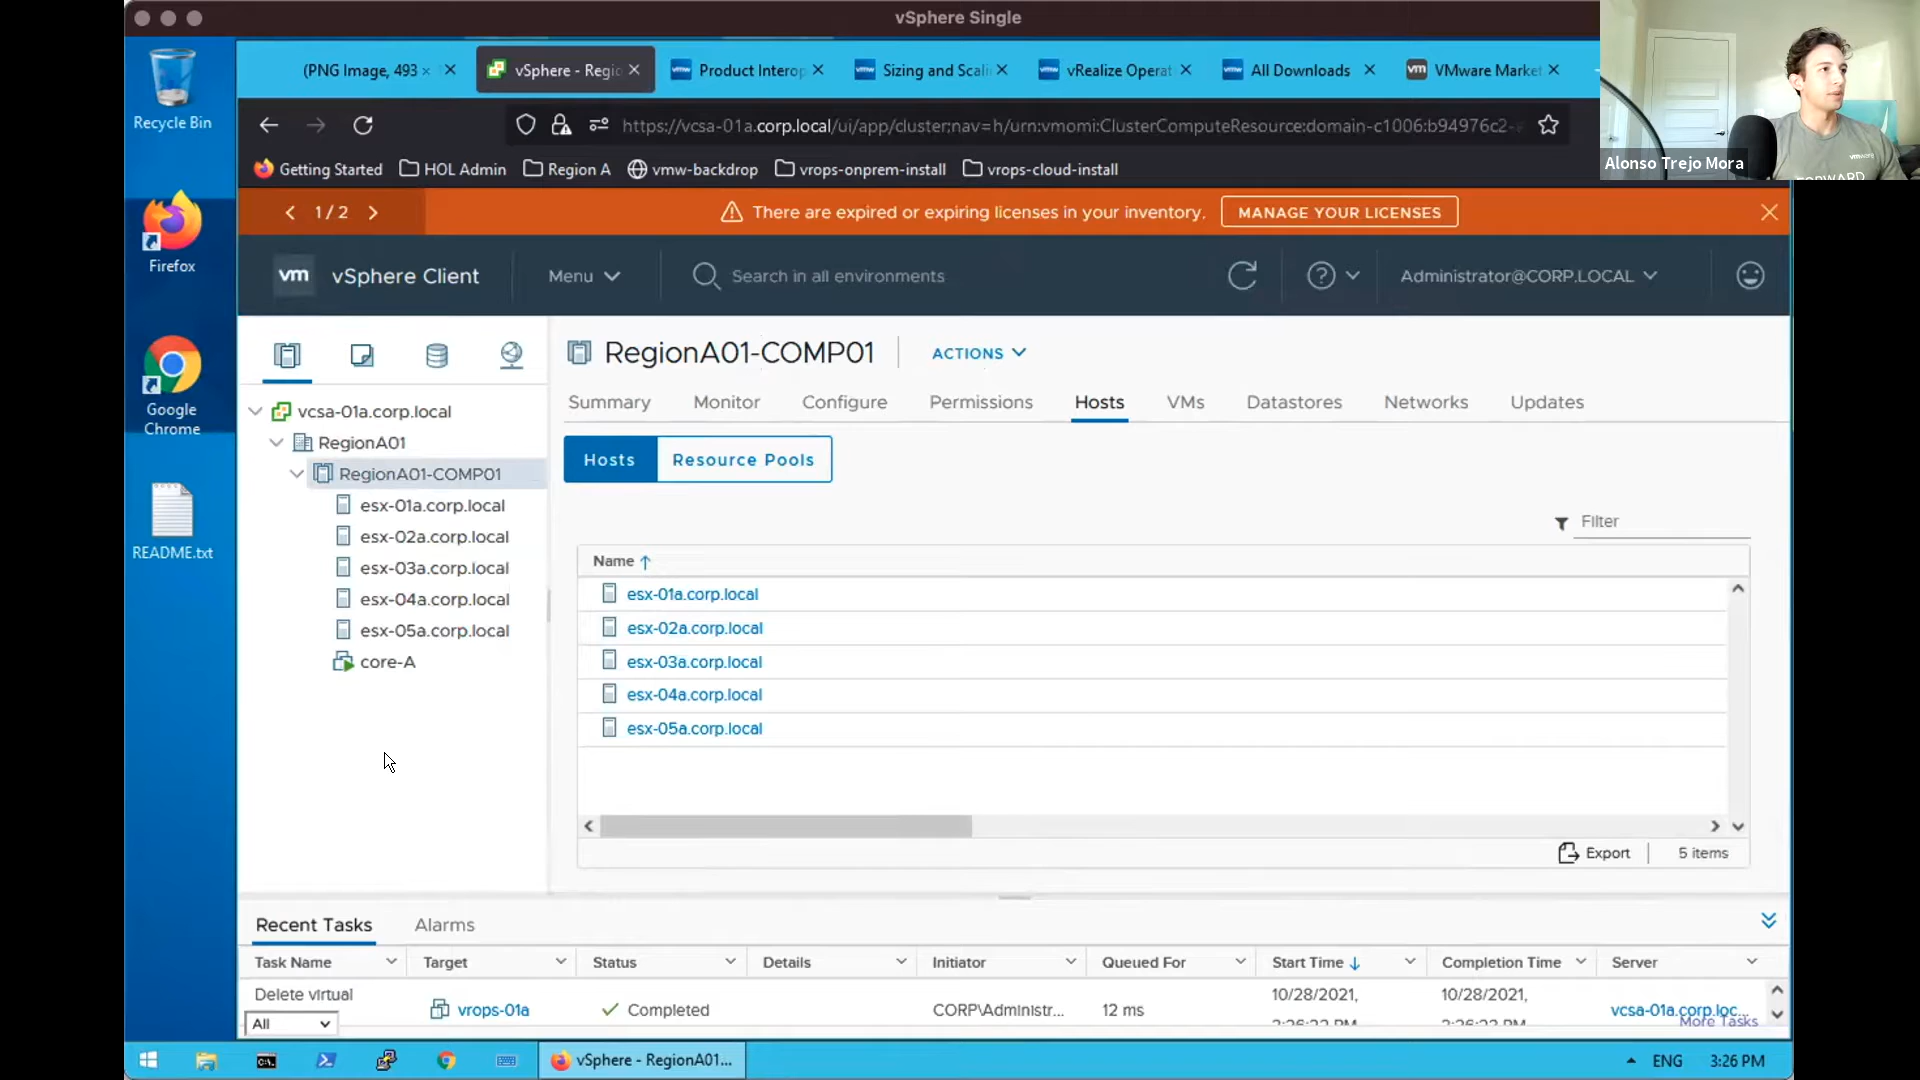 vSphere Single
(PNG Image, 493 ×
vSphere - Regio
Product Interop
Sizing and Scali
vRealize Operat
All Downloads
VMware Market
https://vcsa-01a.corp.local/ui/app/cluster;nav=h/urn:vmomi:ClusterComputeResource:domain-c1006:b94976c2-
Getting Started
HOL Admin
Region A
vmw-backdrop
vrops-onprem-install
vrops-cloud-install
1 / 2
There are expired or expiring licenses in your inventory.
MANAGE YOUR LICENSES
vm
vSphere Client
Menu
Search in all environments
Administrator@CORP.LOCAL
Recycle Bin
Firefox
Google
Chrome
README.txt
vcsa-01a.corp.local
RegionA01
RegionA01-COMP01
esx-01a.corp.local
esx-02a.corp.local
esx-03a.corp.local
esx-04a.corp.local
esx-05a.corp.local
core-A
RegionA01-COMP01
ACTIONS
Summary
Monitor
Configure
Permissions
Hosts
VMs
Datastores
Networks
Updates
Hosts
Resource Pools
Filter
Name
esx-01a.corp.local
esx-02a.corp.local
esx-03a.corp.local
esx-04a.corp.local
esx-05a.corp.local
Export
5 items
Recent Tasks
Alarms
Task Name
Target
Status
Details
Initiator
Queued For
Start Time
Completion Time
Server
Delete virtual
vrops-01a
Completed
CORP\Administr...
12 ms
10/28/2021,
10/28/2021,
vcsa-01a.corp.loc...
All
More Tasks
vSphere - RegionA01...
ENG
3:26 PM
Alonso Trejo Mora